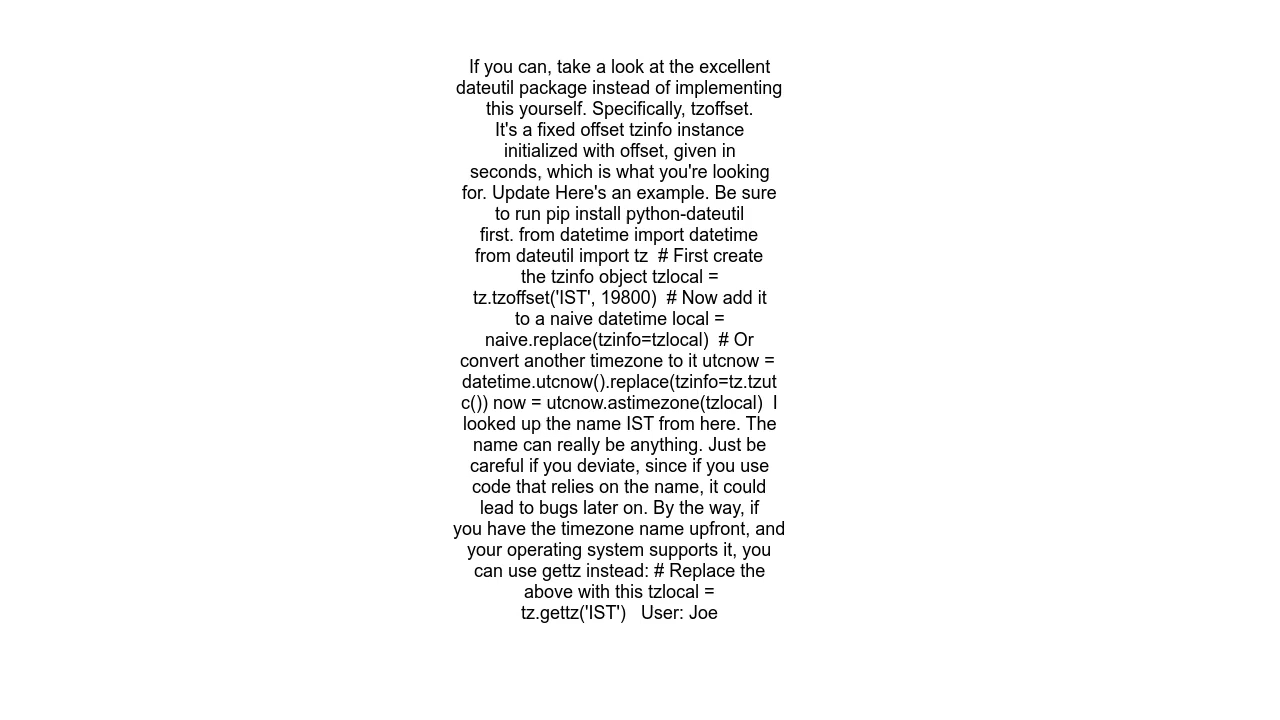 If you can, take a look at the excellent
dateutil package instead of implementing
this yourself. Specifically, tzoffset.
It's a fixed offset tzinfo instance
initialized with offset, given in
seconds, which is what you're looking
for. Update Here's an example. Be sure
to run pip install python-dateutil
first. from datetime import datetime
from dateutil import tz  # First create
the tzinfo object tzlocal =
tz.tzoffset('IST', 19800)  # Now add it
to a naive datetime local =
naive.replace(tzinfo=tzlocal)  # Or
convert another timezone to it utcnow =
datetime.utcnow().replace(tzinfo=tz.tzut
c()) now = utcnow.astimezone(tzlocal)  I
looked up the name IST from here. The
name can really be anything. Just be
careful if you deviate, since if you use
code that relies on the name, it could
lead to bugs later on. By the way, if
you have the timezone name upfront, and
your operating system supports it, you
can use gettz instead: # Replace the
above with this tzlocal =
tz.gettz('IST')   User: Joe